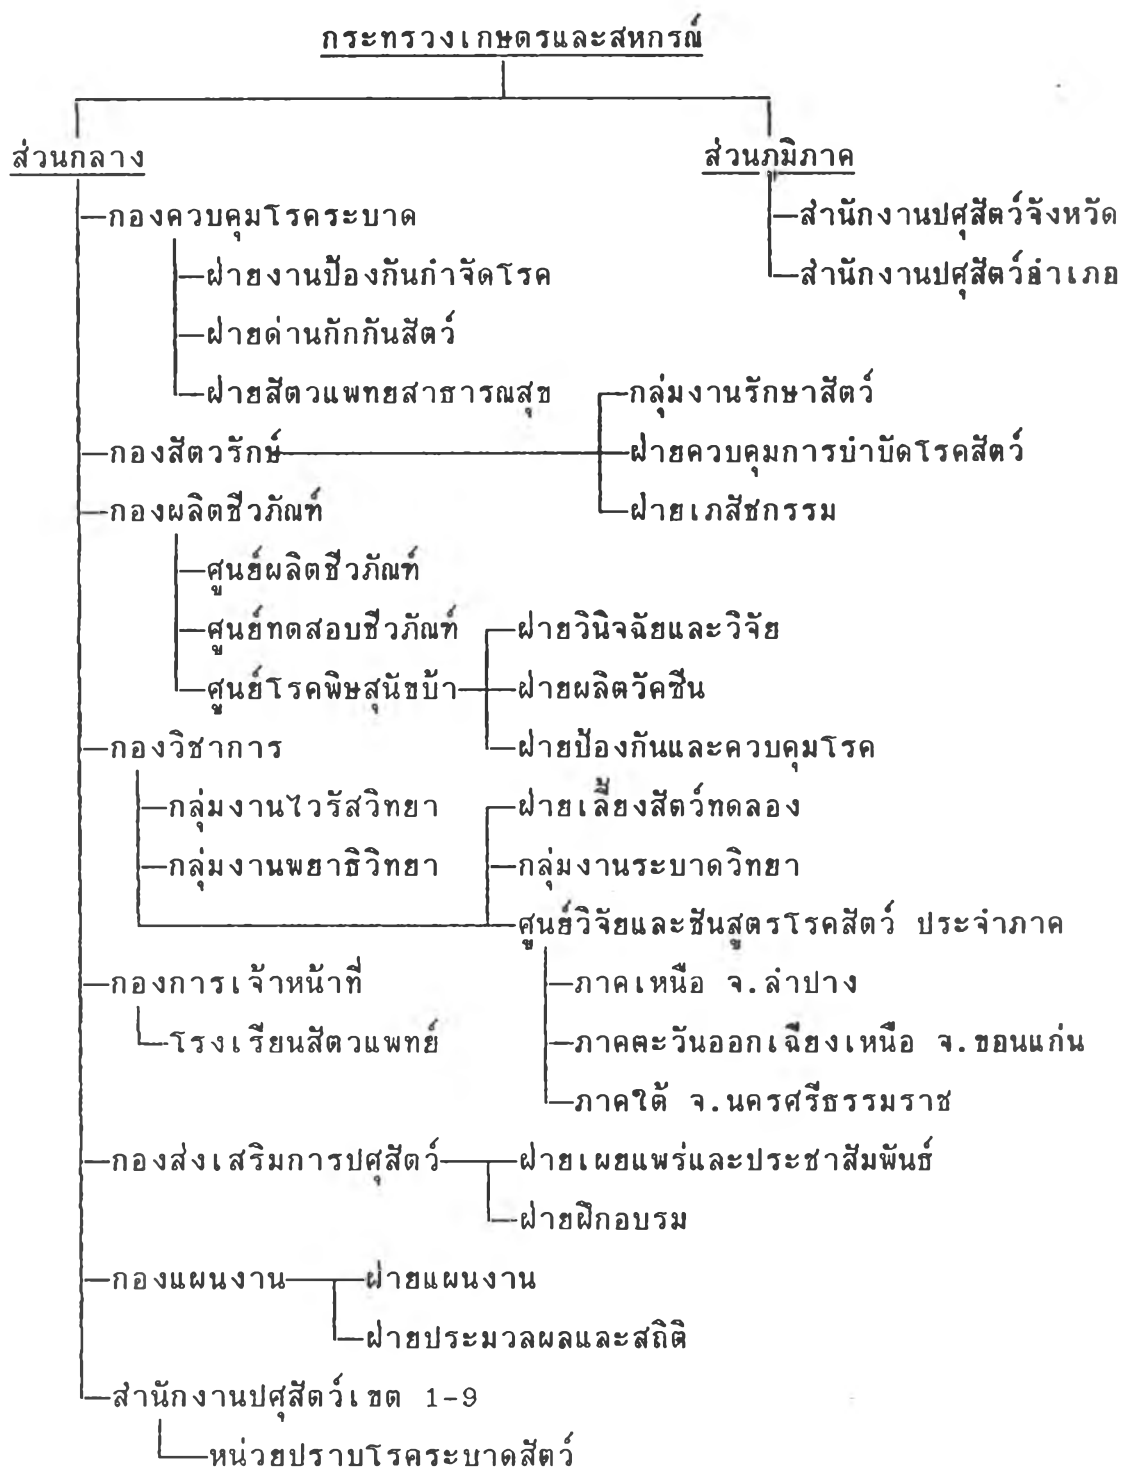 กระทรวงเกษตรและสหกรณ์
ส่วนกลาง
ส่วนภูมิภาค
กองควบคุมโรคระบาด
สำนักงานปศุสัตว์จังหวัด
ฝ่ายงานป้องกันกำจัดโรค
สำนักงานปศุสัตว์อำเภอ
ฝ่ายด่านกักกันสัตว์
ฝ่ายสัตวแพทยสาธารณสุข
กลุ่มงานรักษาสัตว์
กองสัตวรักษ์
ฝ่ายควบคุมการบำบัดโรคสัตว์
กองผลิตชีวภัณฑ์
ฝ่ายเภสัชกรรม
ศูนย์ผลิตชีวภัณฑ์
ศูนย์ทดสอบชีวภัณฑ์
ฝ่ายวินิจฉัยและวิจัย
ศูนย์โรคพิษสุนัขบ้า
ฝ่ายผลิตวัคซีน
กองวิชาการ
ฝ่ายป้องกันและควบคุมโรค
กลุ่มงานไวรัสวิทยา
ฝ่ายเลี้ยงสัตว์ทดลอง
กลุ่มงานพยาธิวิทยา
กลุ่มงานระบาดวิทยา
ศูนย์วิจัยและชันสูตรโรคสัตว์ ประจำภาค
กองการเจ้าหน้าที่
ภาคเหนือ จ.ลำปาง
โรงเรียนสัตวแพทย์
ภาคตะวันออกเฉียงเหนือ จ.ขอนแก่น
ภาคใต้ จ.นครศรีธรรมราช
กองส่งเสริมการปศุสัตว์
ฝ่ายเผยแพร่และประชาสัมพันธ์
ฝ่ายฝึกอบรม
กองแผนงาน
ฝ่ายแผนงาน
ฝ่ายประมวลผลและสถิติ
สำนักงานปศุสัตว์เขต 1-9
หน่วยปราบโรคระบาดสัตว์